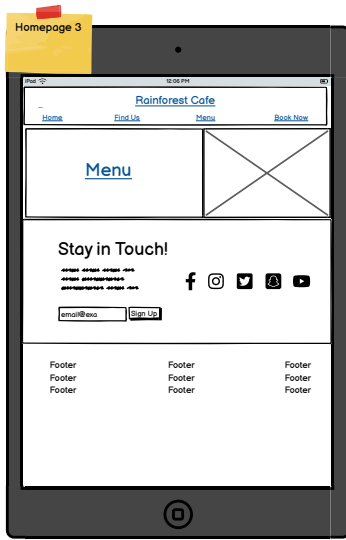 Homepage 3
iPad 12:06 PM
Rainforest Cafe
Home Find Us Menu Book Now
Menu
Stay in Touch!
email@exa Sign Up
Footer Footer Footer
Footer Footer Footer
Footer Footer Footer